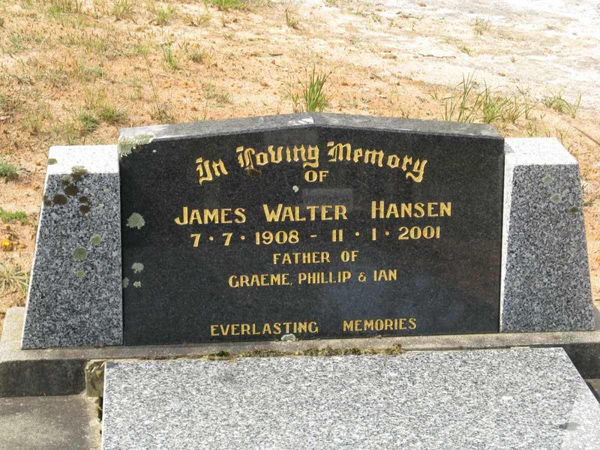 In Loving Memory
OF
JAMES WALTER HANSEN
7·7·1908 - 11·1·2001
FATHER OF
GRAEME, PHILLIP & IAN
EVERLASTING MEMORIES